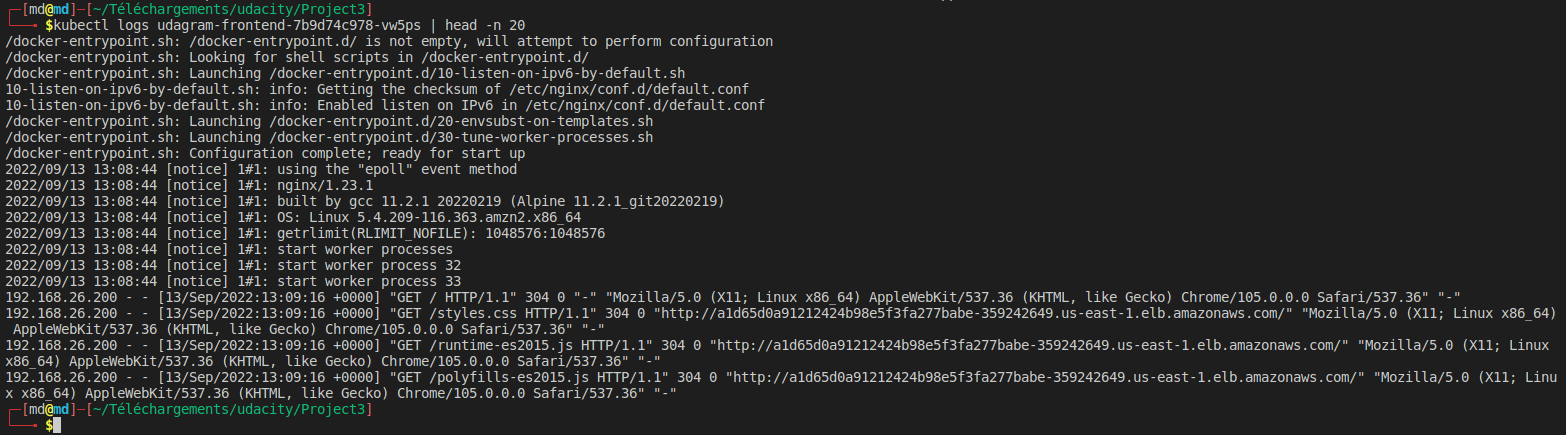 ┌─[md@md]─[~/Téléchargements/udacity/Project3]
└──╼ $kubectl logs udagram-frontend-7b9d74c978-vw5ps | head -n 20
/docker-entrypoint.sh: /docker-entrypoint.d/ is not empty, will attempt to perform configuration
/docker-entrypoint.sh: Looking for shell scripts in /docker-entrypoint.d/
/docker-entrypoint.sh: Launching /docker-entrypoint.d/10-listen-on-ipv6-by-default.sh
10-listen-on-ipv6-by-default.sh: info: Getting the checksum of /etc/nginx/conf.d/default.conf
10-listen-on-ipv6-by-default.sh: info: Enabled listen on IPv6 in /etc/nginx/conf.d/default.conf
/docker-entrypoint.sh: Launching /docker-entrypoint.d/20-envsubst-on-templates.sh
/docker-entrypoint.sh: Launching /docker-entrypoint.d/30-tune-worker-processes.sh
/docker-entrypoint.sh: Configuration complete; ready for start up
2022/09/13 13:08:44 [notice] 1#1: using the "epoll" event method
2022/09/13 13:08:44 [notice] 1#1: nginx/1.23.1
2022/09/13 13:08:44 [notice] 1#1: built by gcc 11.2.1 20220219 (Alpine 11.2.1_git20220219)
2022/09/13 13:08:44 [notice] 1#1: OS: Linux 5.4.209-116.363.amzn2.x86_64
2022/09/13 13:08:44 [notice] 1#1: getrlimit(RLIMIT_NOFILE): 1048576:1048576
2022/09/13 13:08:44 [notice] 1#1: start worker processes
2022/09/13 13:08:44 [notice] 1#1: start worker process 32
2022/09/13 13:08:44 [notice] 1#1: start worker process 33
192.168.26.200 - - [13/Sep/2022:13:09:16 +0000] "GET / HTTP/1.1" 304 0 "-" "Mozilla/5.0 (X11; Linux x86_64) AppleWebKit/537.36 (KHTML, like Gecko) Chrome/105.0.0.0 Safari/537.36" "-"
192.168.26.200 - - [13/Sep/2022:13:09:16 +0000] "GET /styles.css HTTP/1.1" 304 0 "http://a1d65d0a91212424b98e5f3fa277babe-359242649.us-east-1.elb.amazonaws.com/" "Mozilla/5.0 (X11; Linux x86_64)
 AppleWebKit/537.36 (KHTML, like Gecko) Chrome/105.0.0.0 Safari/537.36" "-"
192.168.26.200 - - [13/Sep/2022:13:09:16 +0000] "GET /runtime-es2015.js HTTP/1.1" 304 0 "http://a1d65d0a91212424b98e5f3fa277babe-359242649.us-east-1.elb.amazonaws.com/" "Mozilla/5.0 (X11; Linux
x86_64) AppleWebKit/537.36 (KHTML, like Gecko) Chrome/105.0.0.0 Safari/537.36" "-"
192.168.26.200 - - [13/Sep/2022:13:09:16 +0000] "GET /polyfills-es2015.js HTTP/1.1" 304 0 "http://a1d65d0a91212424b98e5f3fa277babe-359242649.us-east-1.elb.amazonaws.com/" "Mozilla/5.0 (X11; Linu
x x86_64) AppleWebKit/537.36 (KHTML, like Gecko) Chrome/105.0.0.0 Safari/537.36" "-"
┌─[md@md]─[~/Téléchargements/udacity/Project3]
└──╼ $